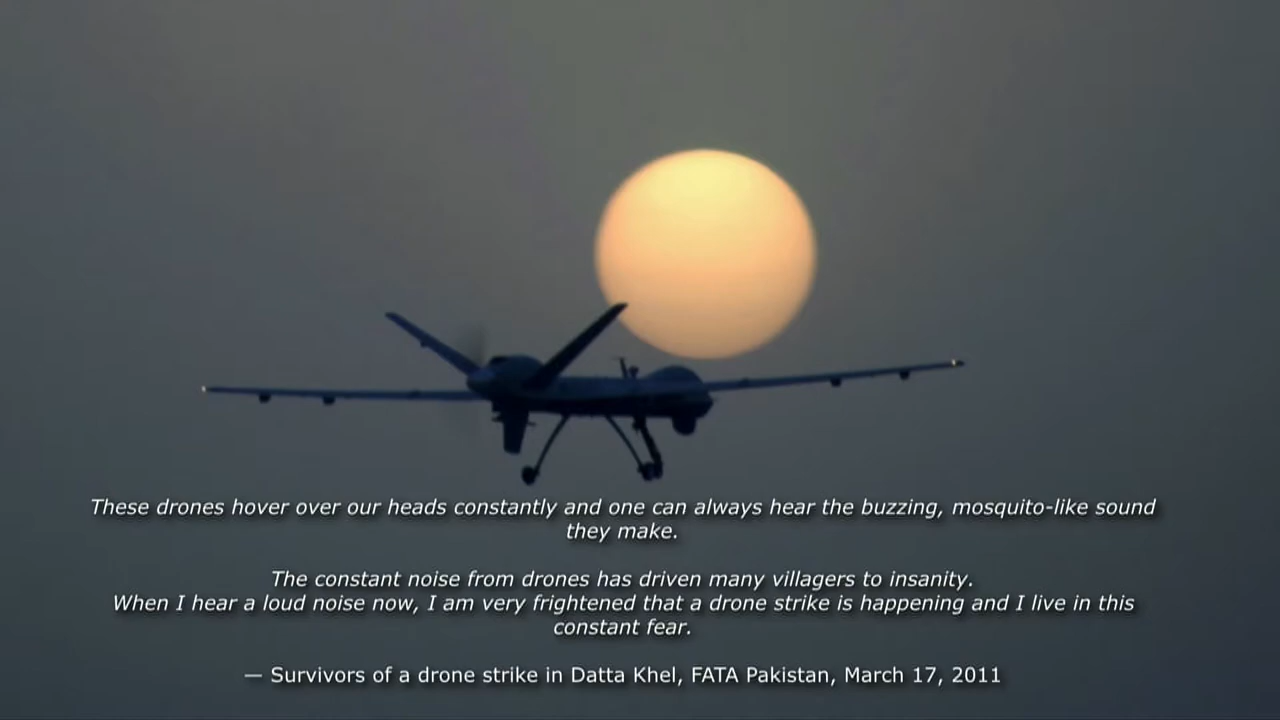 These drones hover over our heads constantly and one can always hear the buzzing, mosquito-like sound
they make.
The constant noise from drones has driven many villagers to insanity.
When I hear a loud noise now, I am very frightened that a drone strike is happening and I live in this
constant fear.
— Survivors of a drone strike in Datta Khel, FATA Pakistan, March 17, 2011